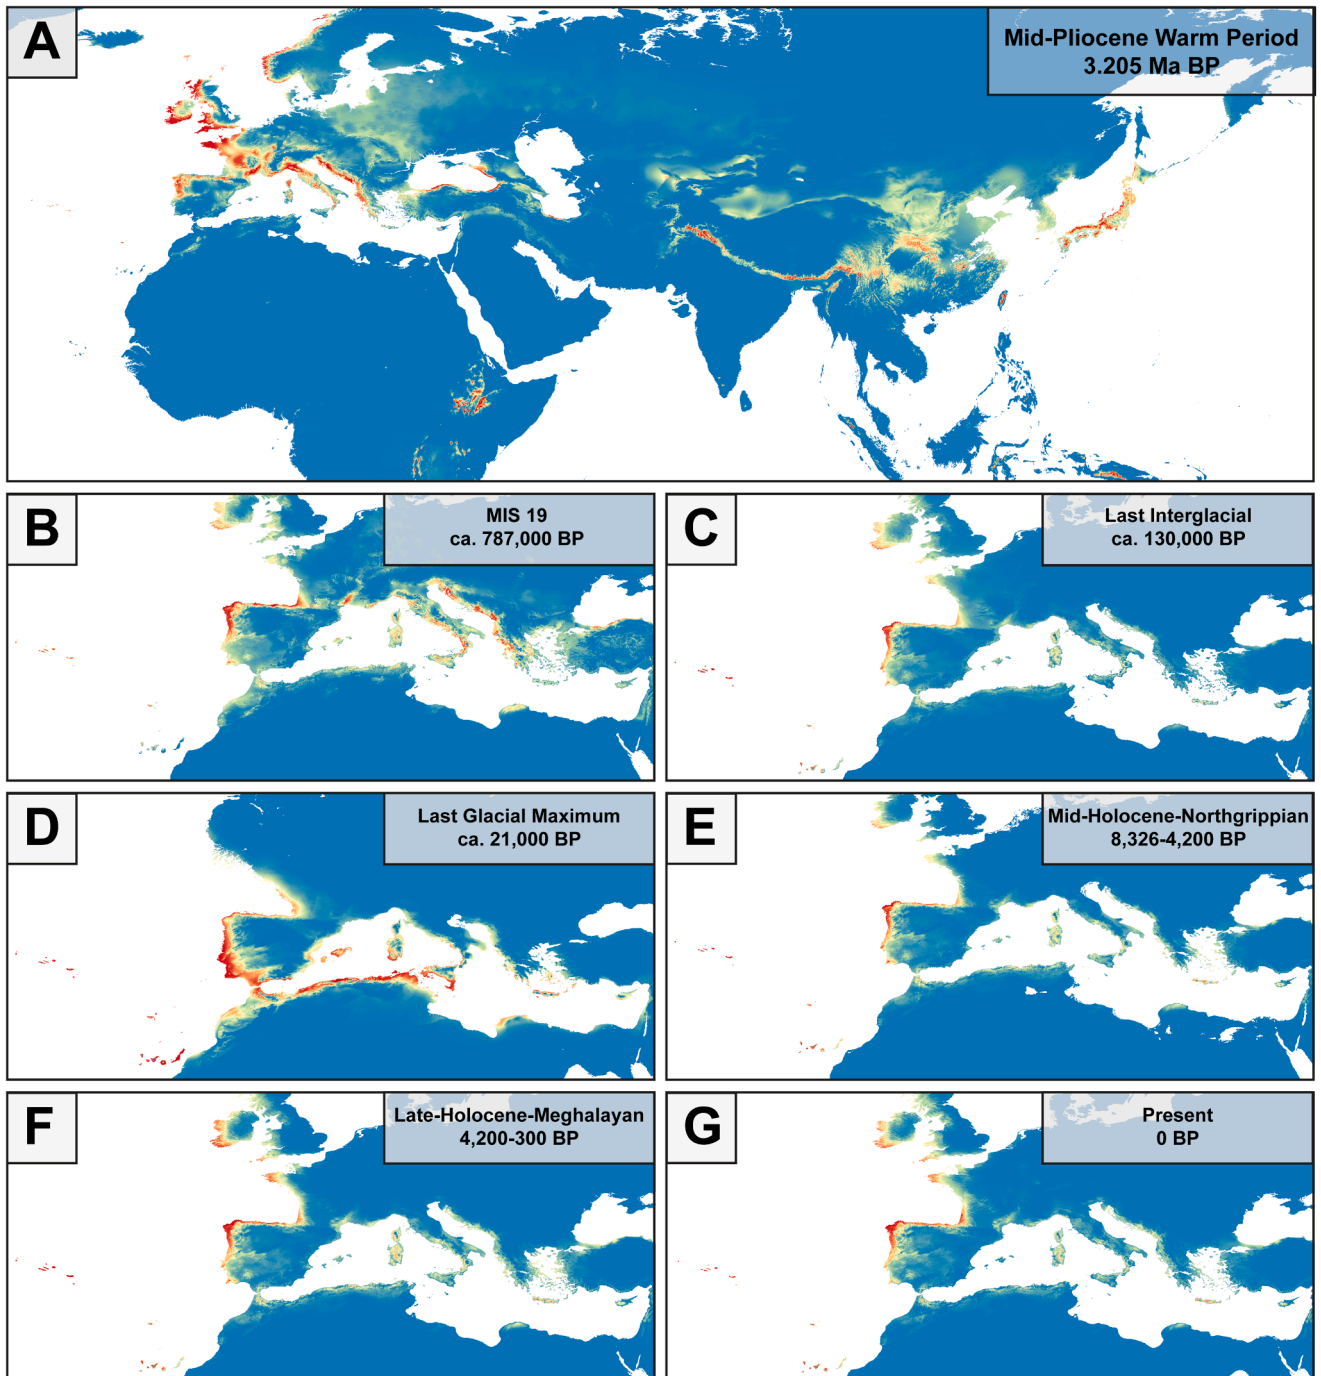 A
Mid-Pliocene Warm Period
3.205 Ma BP
B
MIS 19
ca. 787,000 BP
C
Last Interglacial
ca. 130,000 BP
D
Last Glacial Maximum
ca. 21,000 BP
E
Mid-Holocene-Northgrippian
8,326-4,200 BP
F
Late-Holocene-Meghalayan
4,200-300 BP
G
Present
0 BP